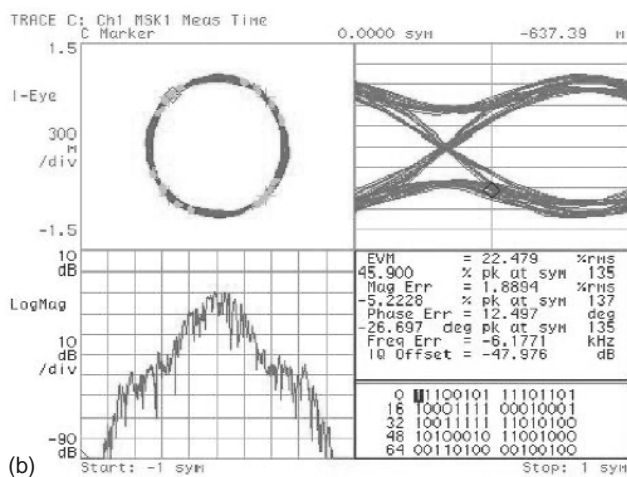 TRACE C: Ch1 MSK1 Meas Time
C Marker 0.0000 sym -637.39 m
1.5
I-Eye
300
m
/div
-1.5
10
dB
LogMag
10
dB
/div
-90
dB
Start: -1 sym Stop: 1 sym
EVM = 22.479 %rms
45.900 % pk at sym 135
Mag Err = 1.8894 %rms
-5.2228 % pk at sym 137
Phase Err = 12.497 deg
-26.697 deg pk at sym 135
Freq Err = -6.1771 kHz
IQ Offset = -47.976 dB
0 11100101 11101101
16 10001111 00010001
32 10011111 11010100
48 10100010 11001000
64 00110100 00100100
(b)